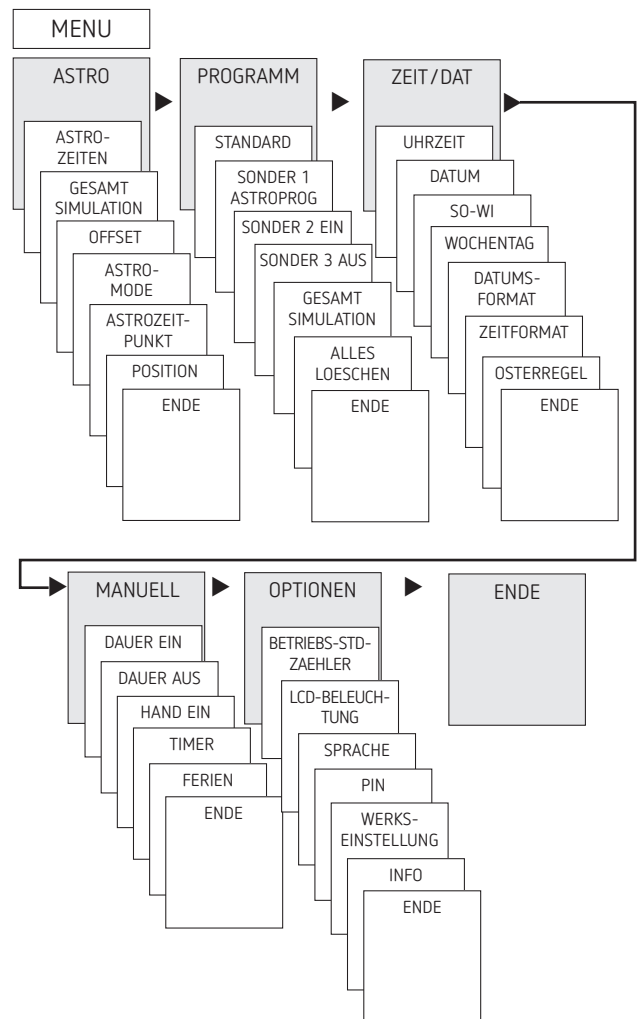 MENU
ASTRO
ASTRO-
ZEITEN
GESAMT
SIMULATION
OFFSET
ASTRO-
MODE
ASTROZEIT-
PUNKT
POSITION
ENDE
PROGRAMM
STANDARD
SONDER 1
ASTROPROG
SONDER 2 EIN
SONDER 3 AUS
GESAMT
SIMULATION
ALLES
LOESCHEN
ENDE
ZEIT/DAT
UHRZEIT
DATUM
SO-WI
WOCHENTAG
DATUMS-
FORMAT
ZEITFORMAT
OSTERREGEL
ENDE
MANUELL
DAUER EIN
DAUER AUS
HAND EIN
TIMER
FERIEN
ENDE
OPTIONEN
BETRIEBS-STD-
ZAEHLER
LCD-BELEUCH-
TUNG
SPRACHE
PIN
WERKS-
EINSTELLUNG
INFO
ENDE
ENDE